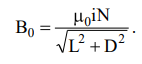 B₀ = μ₀iN / √(L² + D²) .